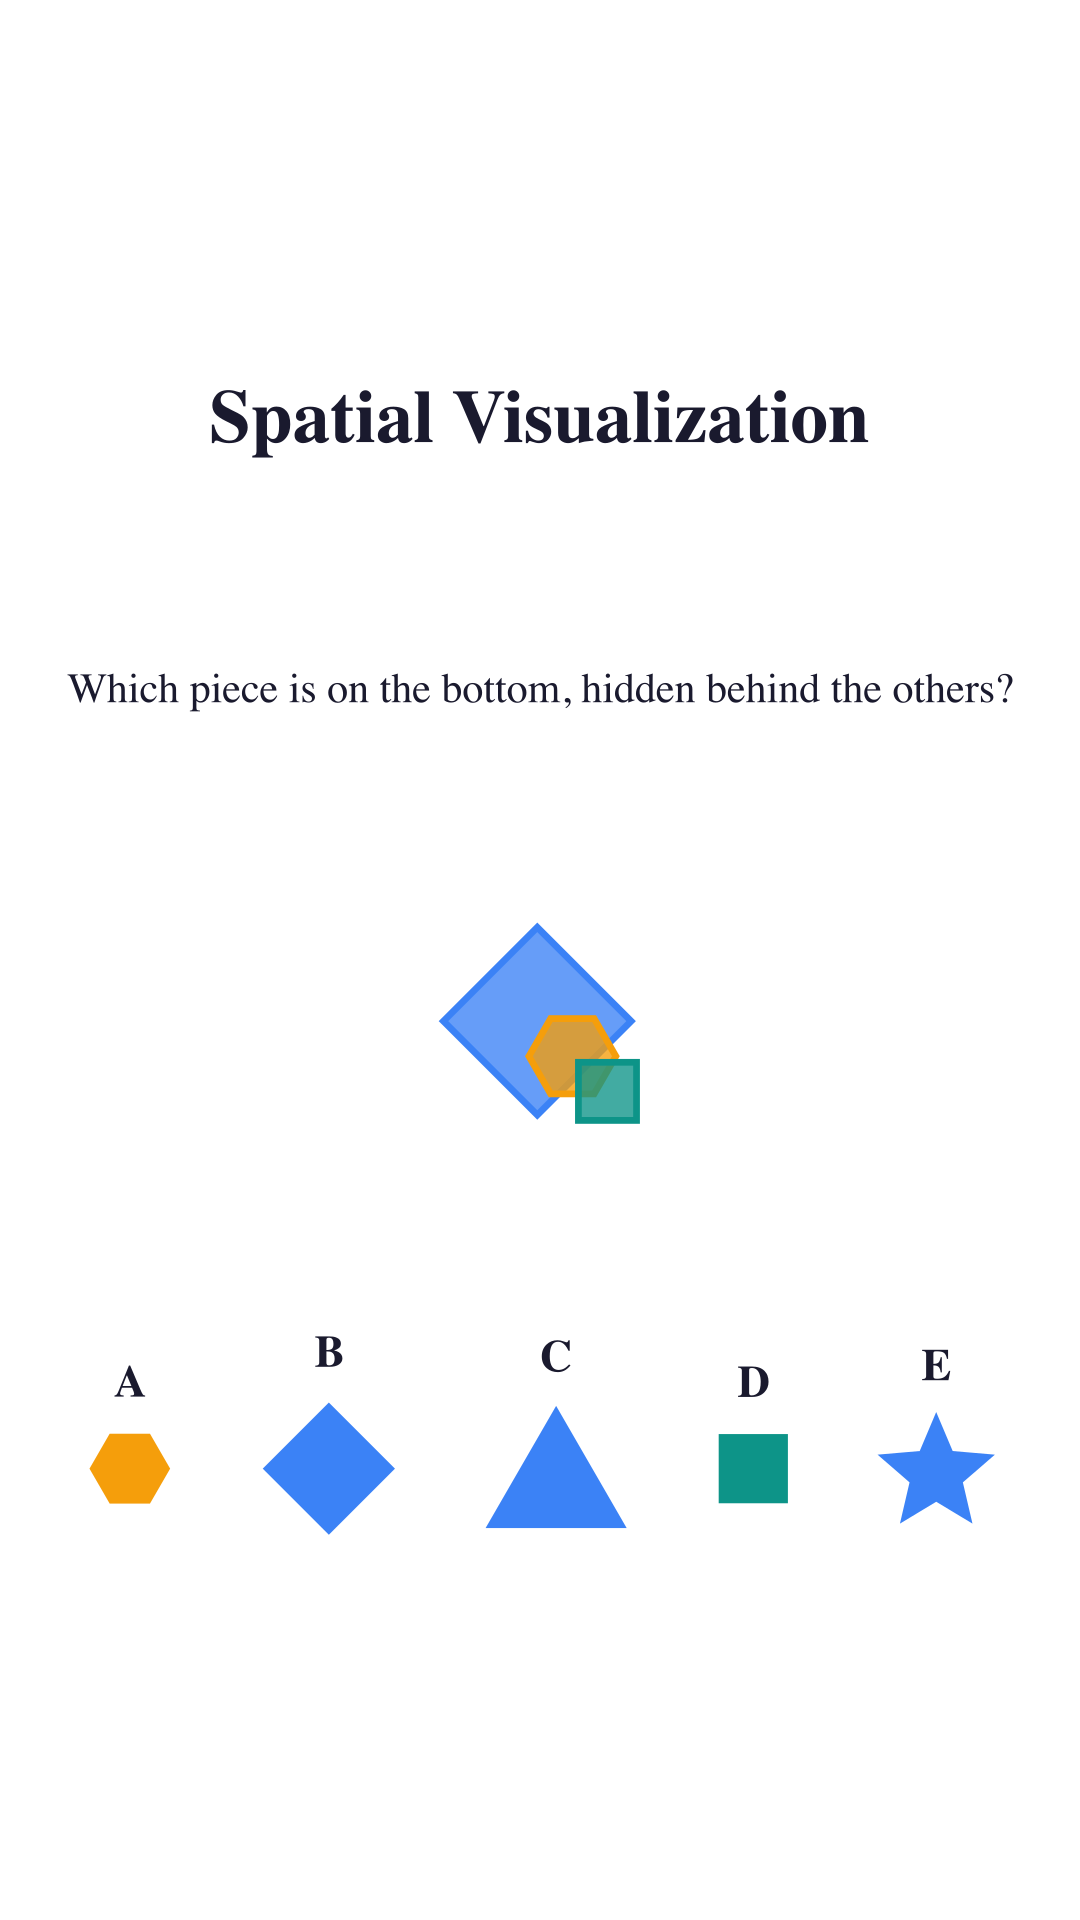 Spatial Visualization
Which piece is on the bottom, hidden behind the others?
A B C D E